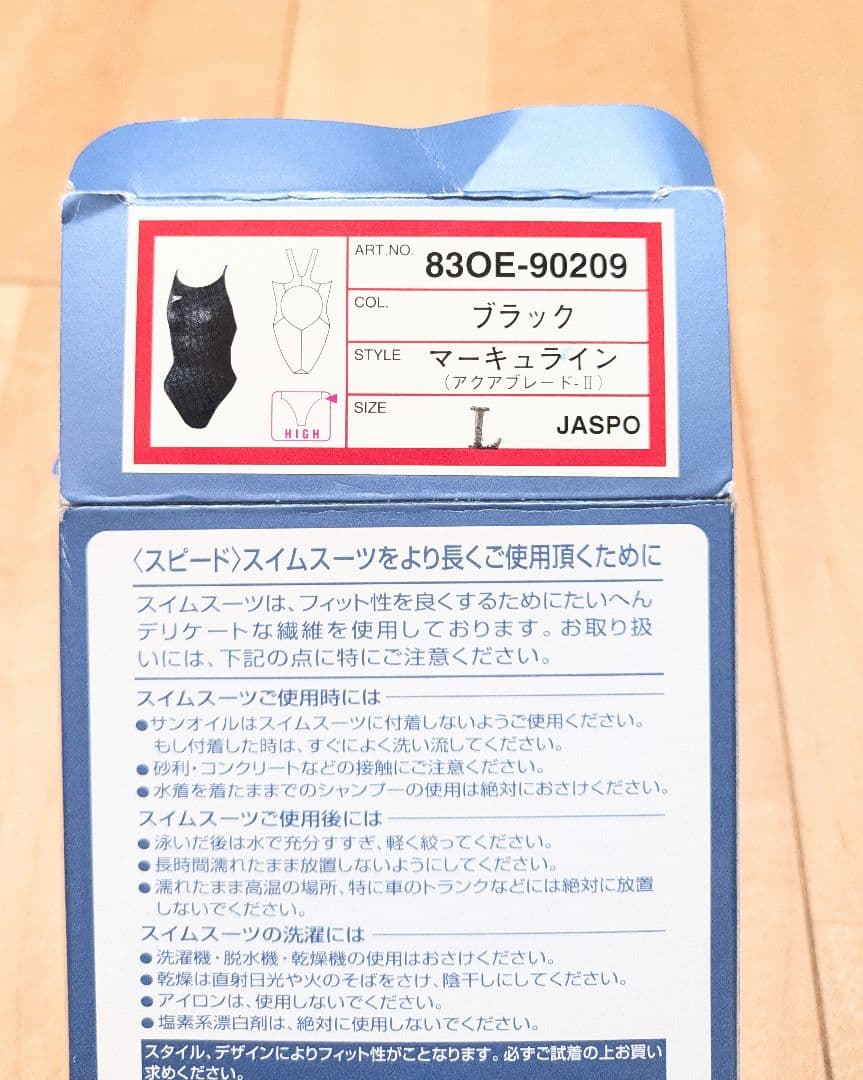 ART.NO. 83OE-90209
COL. ブラック
STYLE マーキュライン
(アクアブレード-Ⅱ)
SIZE L JASPO
HIGH
〈スピード〉スイムスーツをより長くご使用頂くために
スイムスーツは、フィット性を良くするためにたいへん
デリケートな繊維を使用しております。お取り扱
いには、下記の点に特にご注意ください。
スイムスーツご使用時には
●サンオイルはスイムスーツに付着しないようご使用ください。
もし付着した時は、すぐによく洗い流してください。
●砂利・コンクリートなどの接触にご注意ください。
●水着を着たままでのシャンプーの使用は絶対におさけください。
スイムスーツご使用後には
●泳いだ後は水で充分すすぎ、軽く絞ってください。
●長時間濡れたまま放置しないようにしてください。
●濡れたまま高温の場所、特に車のトランクなどには絶対に放置
しないでください。
スイムスーツの洗濯には
●洗濯機・脱水機・乾燥機の使用はおさけください。
●乾燥は直射日光や火のそばをさけ、陰干しにしてください。
●アイロンは、使用しないでください。
●塩素系漂白剤は、絶対に使用しないでください。
スタイル、デザインによりフィット性がことなります。必ずご試着の上お買い
求めください。